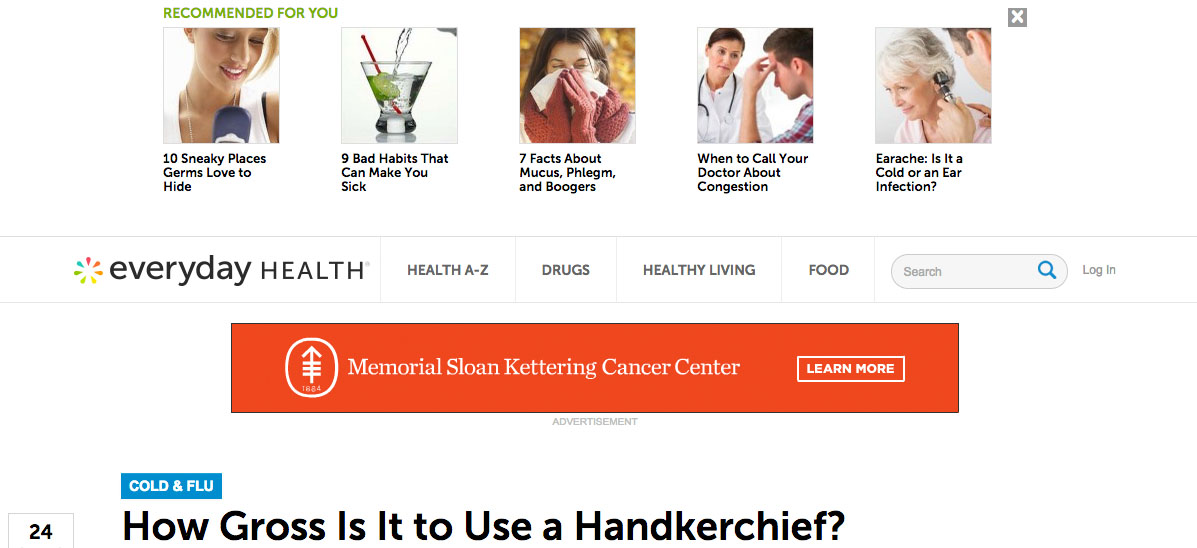 RECOMMENDED FOR YOU
10 Sneaky Places
Germs Love to
Hide
9 Bad Habits That
Can Make You
Sick
7 Facts About
Mucus, Phlegm,
and Boogers
When to Call Your
Doctor About
Congestion
Earache: Is It a
Cold or an Ear
Infection?
everyday HEALTH®
HEALTH A-Z
DRUGS
HEALTHY LIVING
FOOD
Search
Log In
1884
Memorial Sloan Kettering Cancer Center
LEARN MORE
ADVERTISEMENT
COLD & FLU
24
How Gross Is It to Use a Handkerchief?